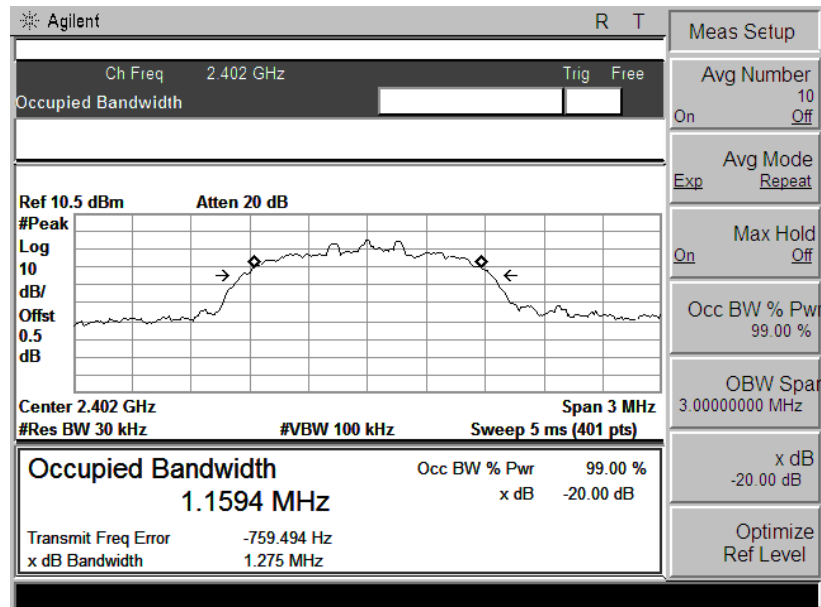 Agilent R T
Ch Freq 2.402 GHz Trig Free
Occupied Bandwidth
Ref 10.5 dBm Atten 20 dB
#Peak
Log
10
dB/
Offst
0.5
dB
Center 2.402 GHz Span 3 MHz
#Res BW 30 kHz #VBW 100 kHz Sweep 5 ms (401 pts)
Occupied Bandwidth
1.1594 MHz
Occ BW % Pwr 99.00 %
x dB -20.00 dB
Transmit Freq Error -759.494 Hz
x dB Bandwidth 1.275 MHz
Meas Setup
Avg Number
10
On Off
Avg Mode
Exp Repeat
Max Hold
On Off
Occ BW % Pwr
99.00 %
OBW Span
3.00000000 MHz
x dB
-20.00 dB
Optimize
Ref Level